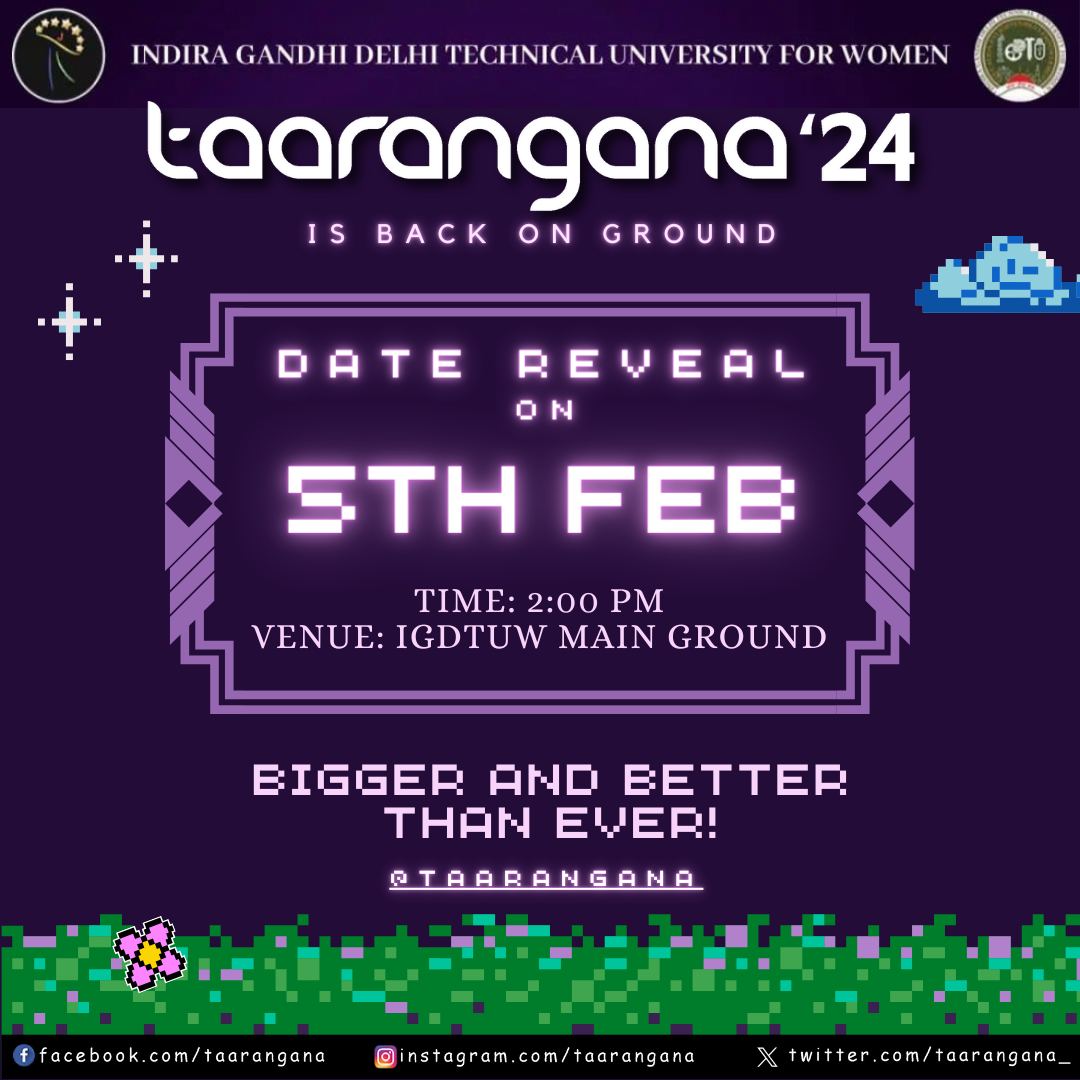 INDIRA GANDHI DELHI TECHNICAL UNIVERSITY FOR WOMEN
taarangana '24
IS BACK ON GROUND
DATE REVEAL
ON
5TH FEB
TIME: 2:00 PM
VENUE: IGDTUW MAIN GROUND
BIGGER AND BETTER
THAN EVER!
@TAARANGANA
facebook.com/taarangana instagram.com/taarangana twitter.com/taarangana_